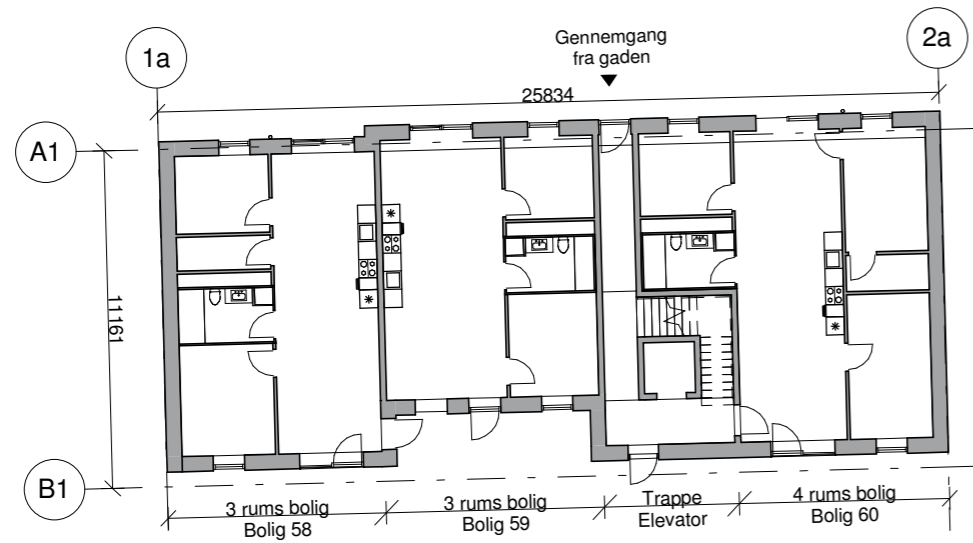 1a
2a
Gennemgang
fra gaden
25834
A1
11161
B1
3 rums bolig
Bolig 58
3 rums bolig
Bolig 59
Trappe
Elevator
4 rums bolig
Bolig 60